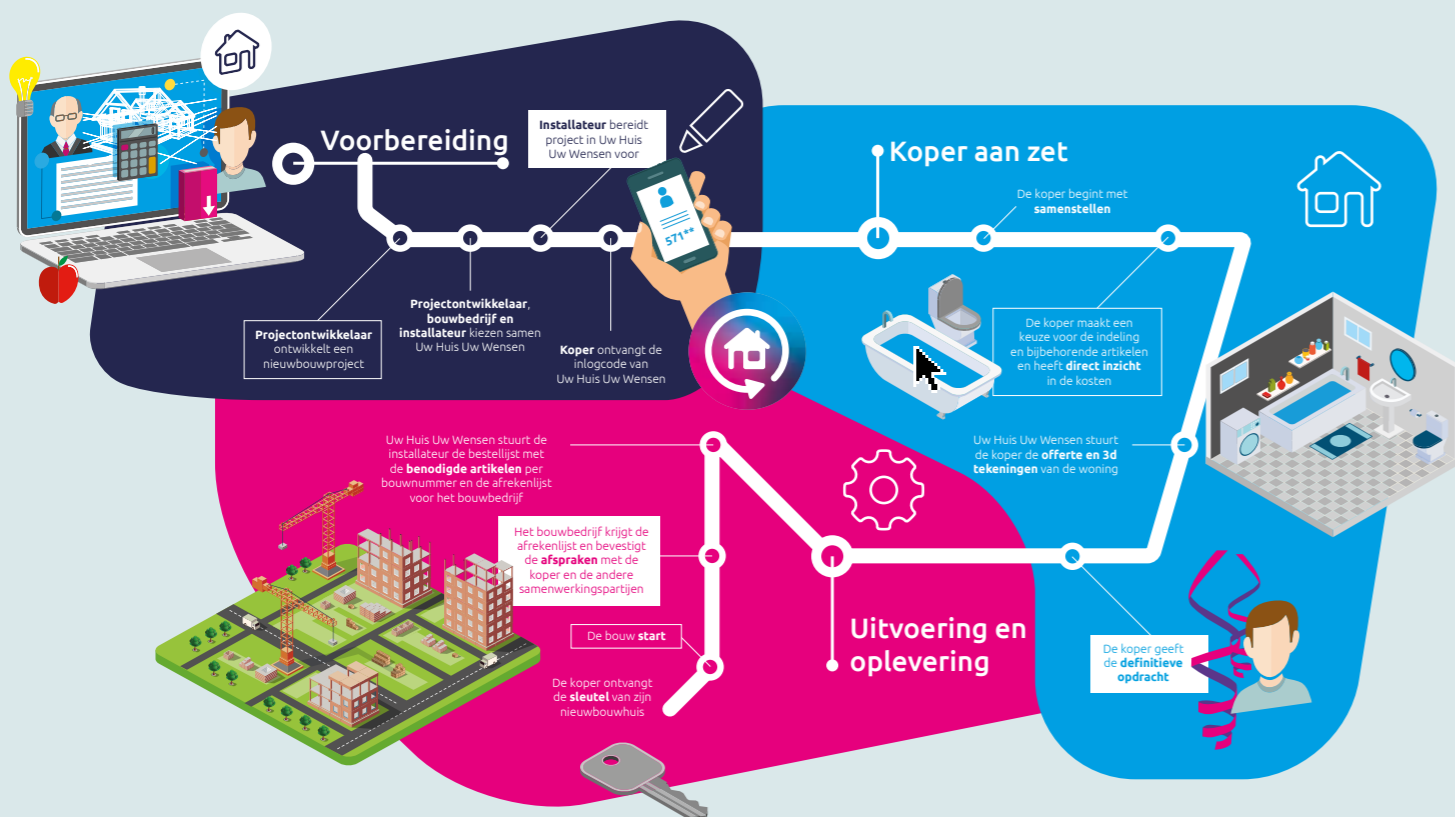 Voorbereiding
Installateur bereidt
project in Uw Huis
Uw Wensen voor
571**
Projectontwikkelaar
ontwikkelt een
nieuwbouwproject
Projectontwikkelaar,
bouwbedrijf en
installateur kiezen samen
Uw Huis Uw Wensen
Koper ontvangt de
inlogcode van
Uw Huis Uw Wensen
Koper aan zet
De koper begint met
samenstellen
De koper maakt een
keuze voor de indeling
en bijbehorende artikelen
en heeft direct inzicht
in de kosten
Uw Huis Uw Wensen stuurt
de koper de offerte en 3d
tekeningen van de woning
De koper geeft
de definitieve
opdracht
Uitvoering en
oplevering
Uw Huis Uw Wensen stuurt de
installateur de bestellijst met
de benodigde artikelen per
bouwnummer en de afrekenlijst
voor het bouwbedrijf
Het bouwbedrijf krijgt de
afrekenlijst en bevestigt
de afspraken met de
koper en de andere
samenwerkingspartijen
De bouw start
De koper ontvangt
de sleutel van zijn
nieuwbouwhuis